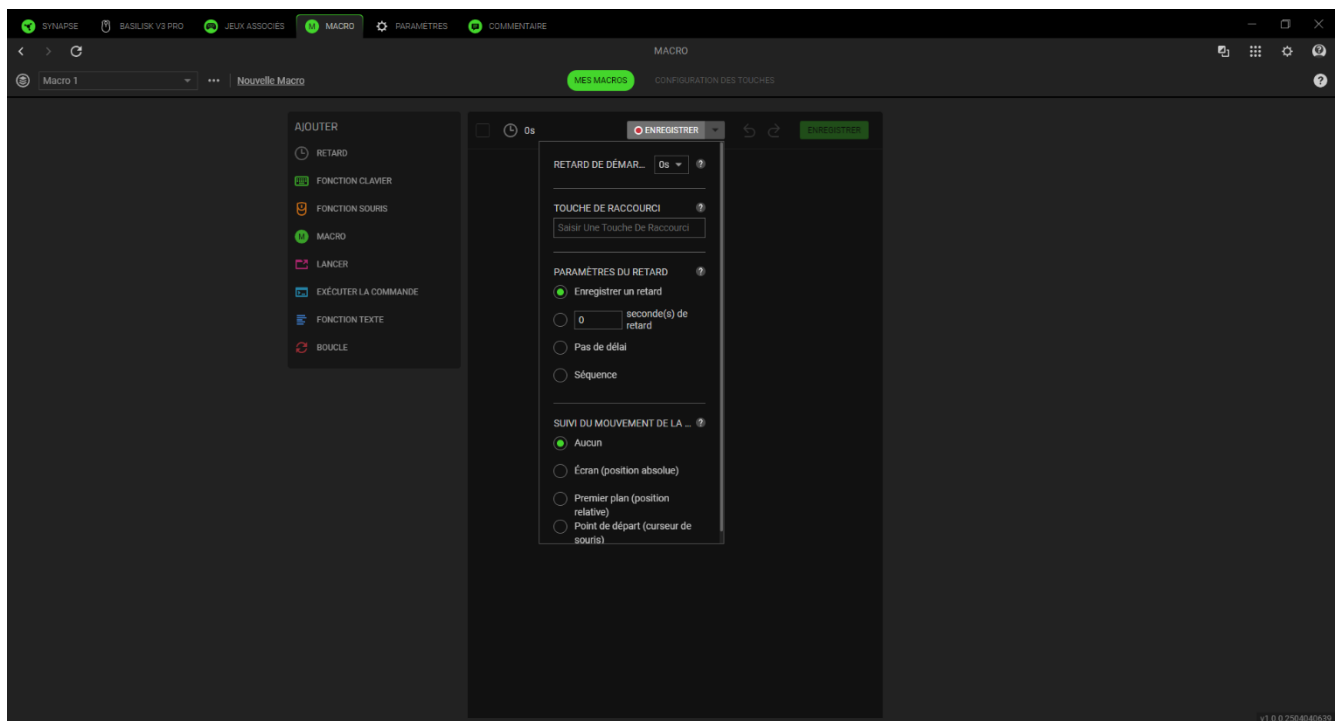 SYNAPSE BASILISK V3 PRO JEUX ASSOCIÉS M MACRO PARAMÈTRES COMMENTAIRE
MACRO
Macro 1 Nouvelle Macro MES MACROS CONFIGURATION DES TOUCHES
AJOUTER
RETARD
FONCTION CLAVIER
FONCTION SOURIS
M MACRO
LANCER
EXÉCUTER LA COMMANDE
FONCTION TEXTE
BOUCLE
0s ENREGISTRER ENREGISTRER
RETARD DE DÉMAR... 0s ?
TOUCHE DE RACCOURCI ?
Saisir Une Touche De Raccourci
PARAMÈTRES DU RETARD ?
Enregistrer un retard
0 seconde(s) de
retard
Pas de délai
Séquence
SUIVI DU MOUVEMENT DE LA ... ?
Aucun
Écran (position absolue)
Premier plan (position
relative)
Point de départ (curseur de
souris)
v1.0.0.2504040639